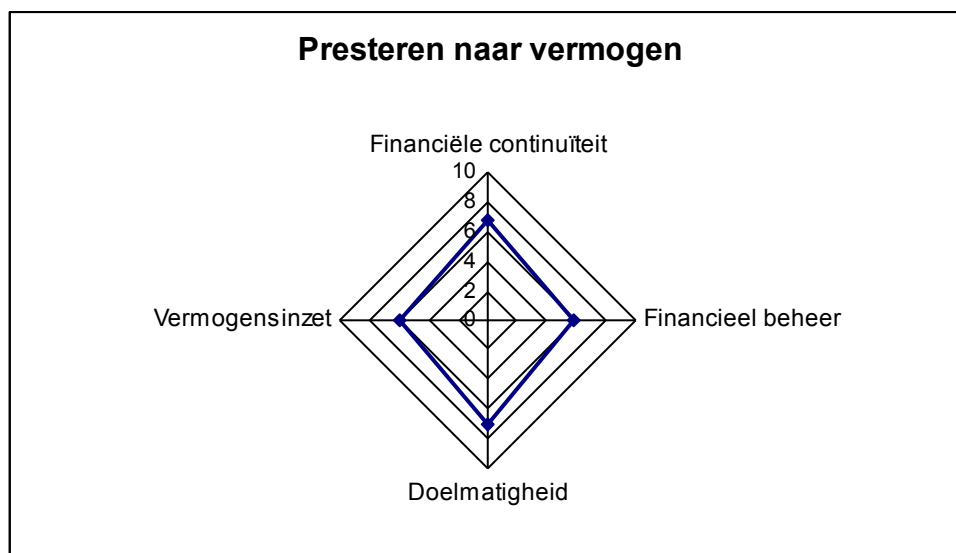 Presteren naar vermogen
Financiële continuïteit
10
8
6
4
2
0
Vermogensinzet
Financieel beheer
Doelmatigheid